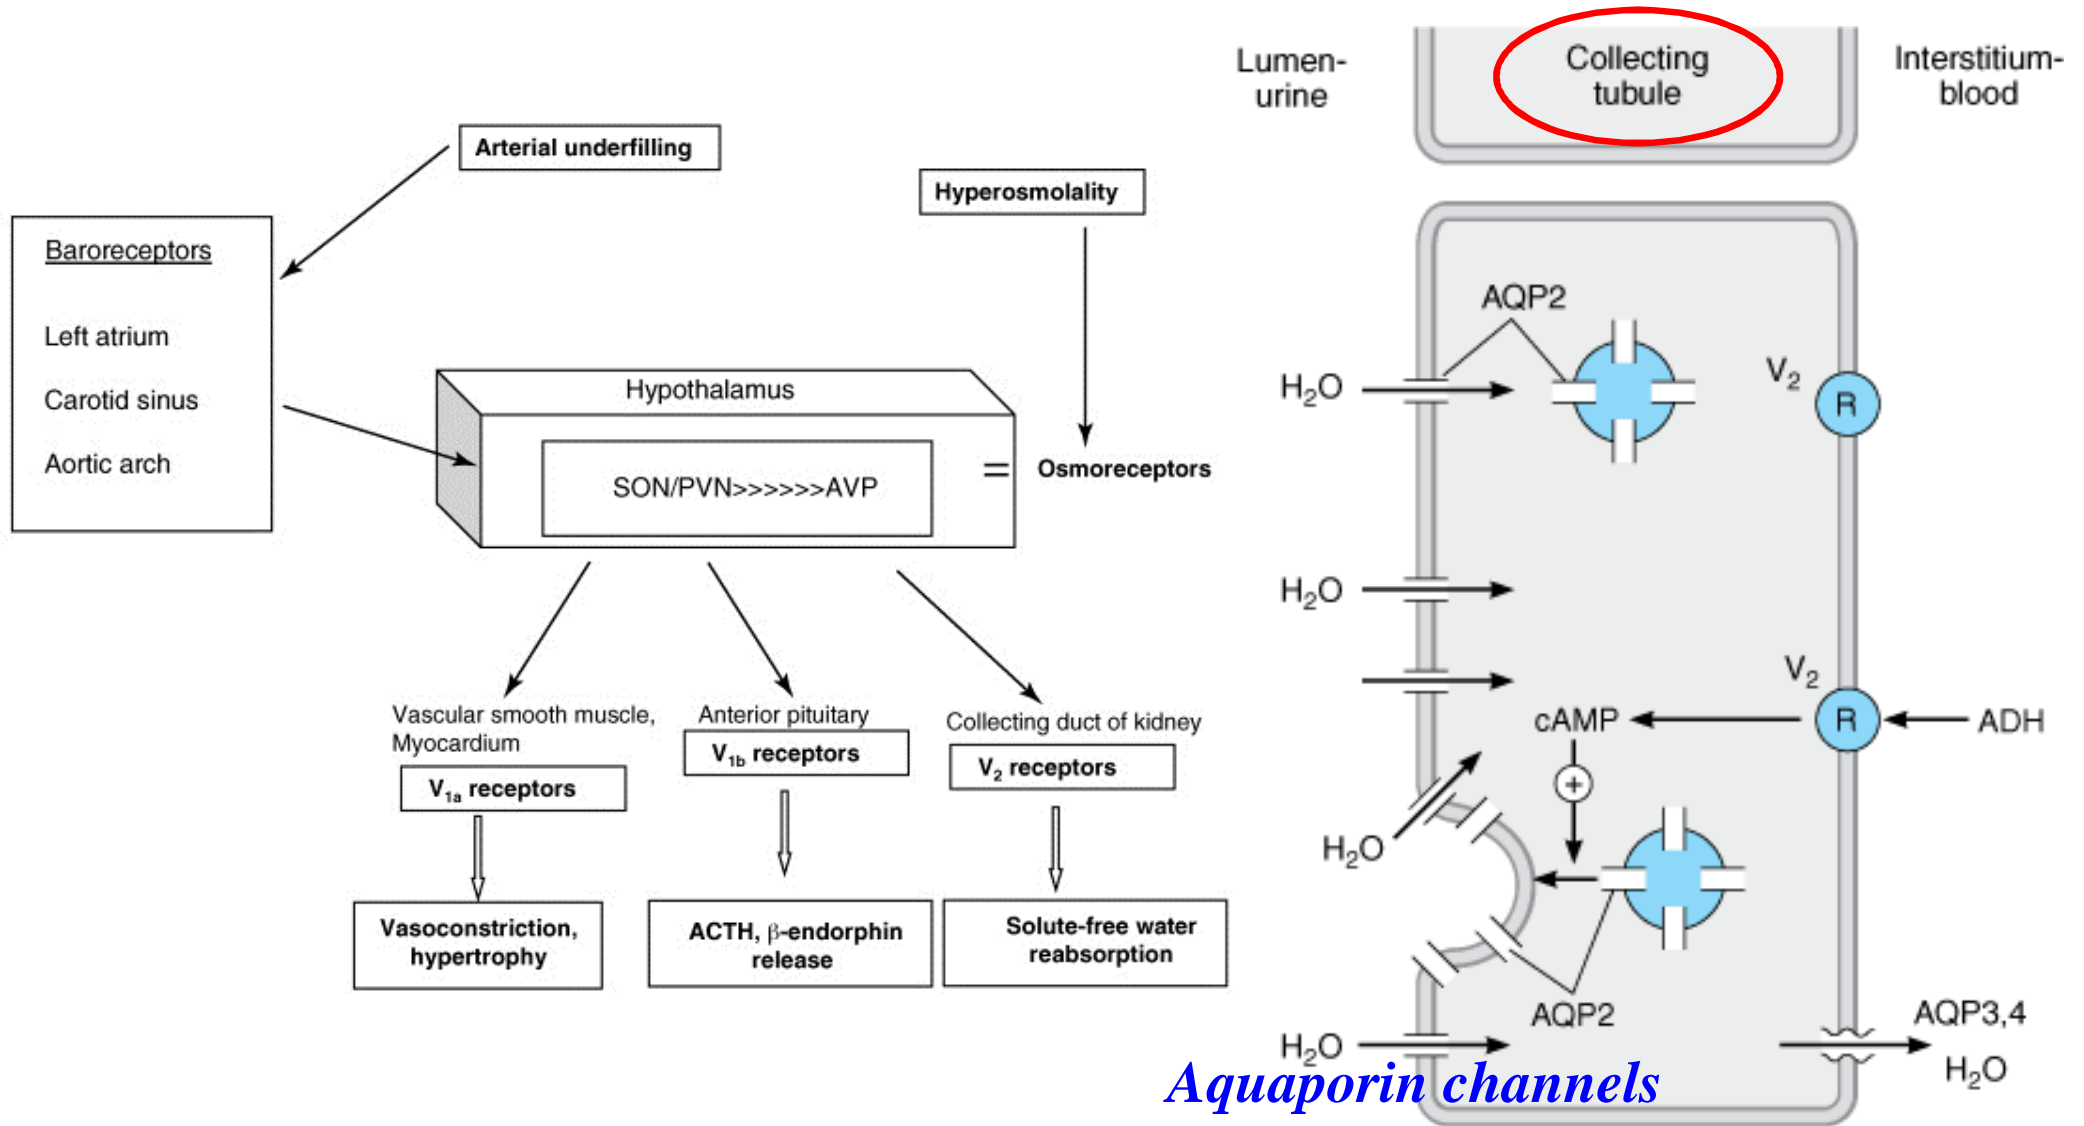 Arterial underfilling
Hyperosmolality
Baroreceptors
Left atrium
Carotid sinus
Aortic arch
Hypothalamus
SON/PVN>>>>>>AVP
=
Osmoreceptors
Vascular smooth muscle,
Myocardium
V1a receptors
Vasoconstriction,
hypertrophy
Anterior pituitary
V1b receptors
ACTH, β-endorphin
release
Collecting duct of kidney
V2 receptors
Solute-free water
reabsorption
Lumen-
urine
Collecting
tubule
Interstitium-
blood
AQP2
H2O
V2
R
H2O
V2
cAMP
R
ADH
+
H2O
AQP2
H2O
AQP3,4
H2O
Aquaporin channels